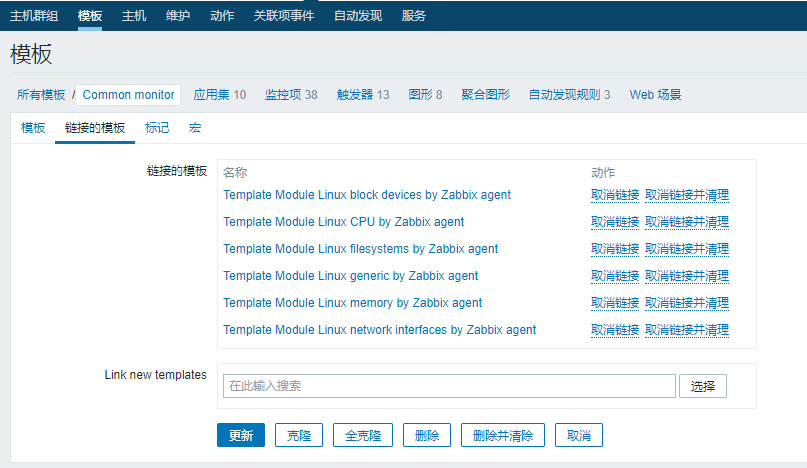 主机群组 模板 主机 维护 动作 关联项事件 自动发现 服务
模板
所有模板 / Common monitor 应用集 10 监控项 38 触发器 13 图形 8 聚合图形 自动发现规则 3 Web 场景
模板 链接的模板 标记 宏
链接的模板 名称 动作
Template Module Linux block devices by Zabbix agent 取消链接 取消链接并清理
Template Module Linux CPU by Zabbix agent 取消链接 取消链接并清理
Template Module Linux filesystems by Zabbix agent 取消链接 取消链接并清理
Template Module Linux generic by Zabbix agent 取消链接 取消链接并清理
Template Module Linux memory by Zabbix agent 取消链接 取消链接并清理
Template Module Linux network interfaces by Zabbix agent 取消链接 取消链接并清理
Link new templates 在此输入搜索 选择
更新 克隆 全克隆 删除 删除并清除 取消